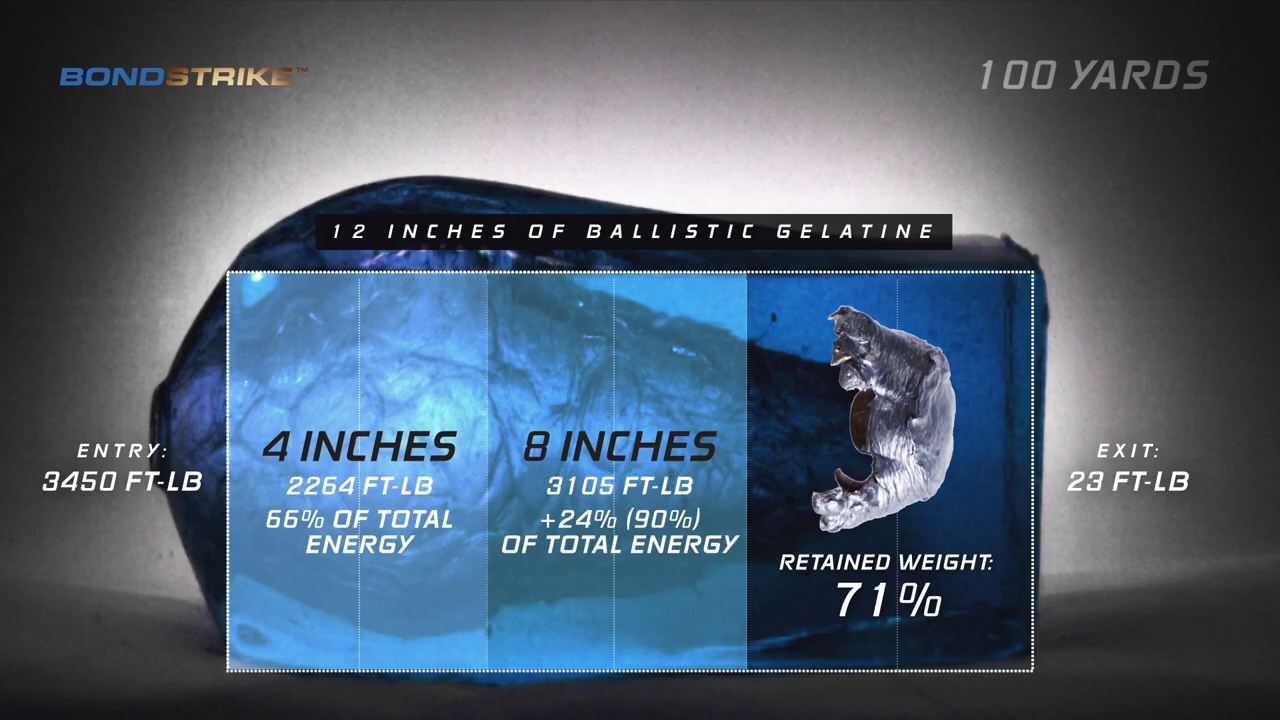 BONDSTRIKE™
100 YARDS
12 INCHES OF BALLISTIC GELATINE
ENTRY:
3450 FT-LB
4 INCHES
2264 FT-LB
66% OF TOTAL
ENERGY
8 INCHES
3105 FT-LB
+24% (90%)
OF TOTAL ENERGY
RETAINED WEIGHT:
71%
EXIT:
23 FT-LB